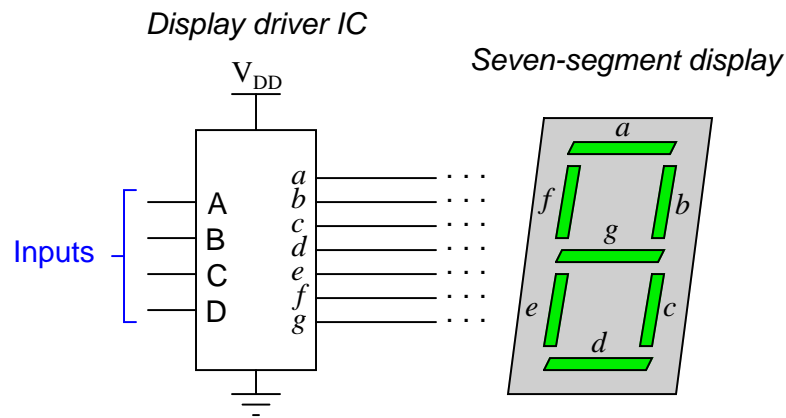 Display driver IC
Seven-segment display
VDD
Inputs
A
B
C
D
a
b
c
d
e
f
g
a
f
b
g
e
c
d